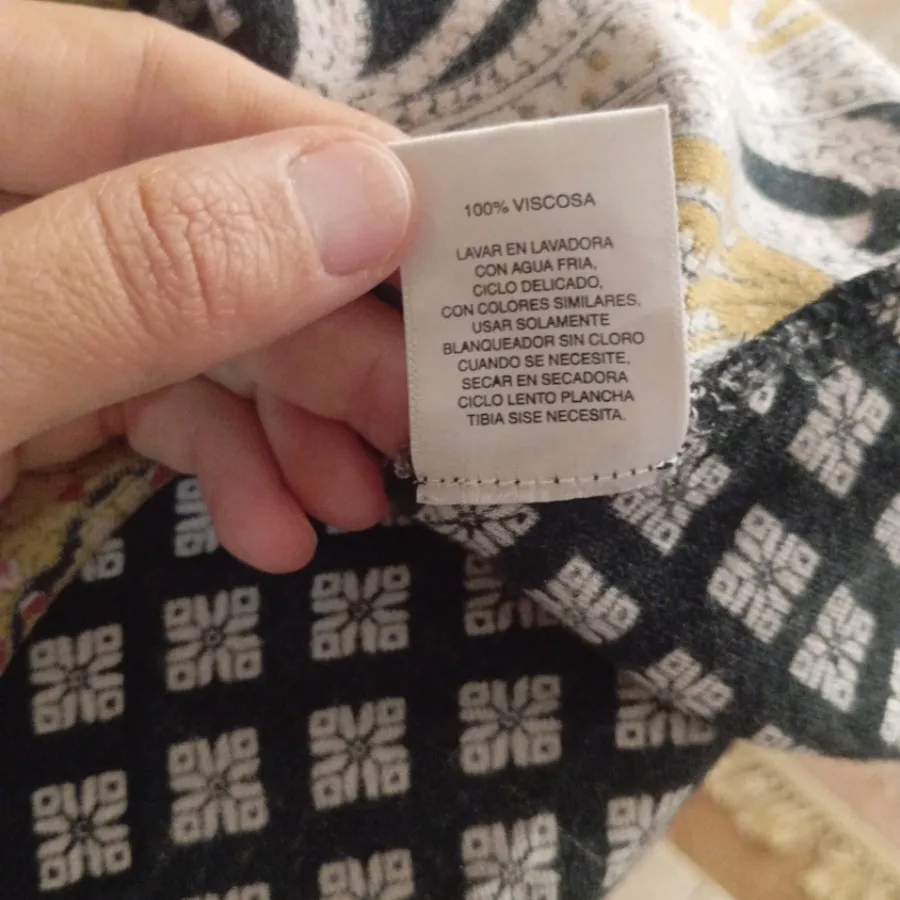 100% VISCOSA
LAVAR EN LAVADORA
CON AGUA FRIA,
CICLO DELICADO,
CON COLORES SIMILARES,
USAR SOLAMENTE
BLANQUEADOR SIN CLORO
CUANDO SE NECESITE,
SECAR EN SECADORA
CICLO LENTO PLANCHA
TIBIA SISE NECESITA.